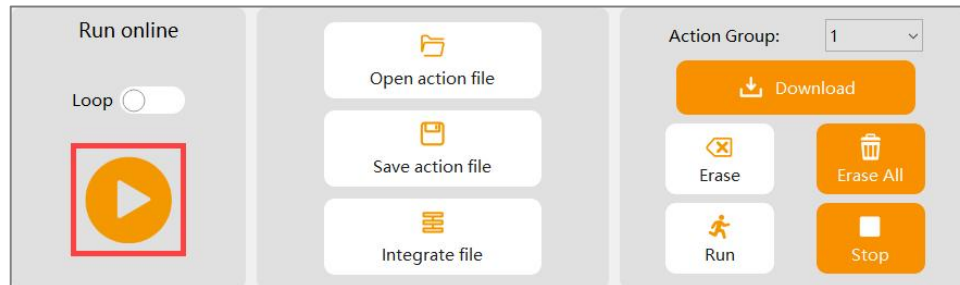 Run online
Loop
Open action file
Save action file
Integrate file
Action Group:
1
Download
Erase
Erase All
Run
Stop